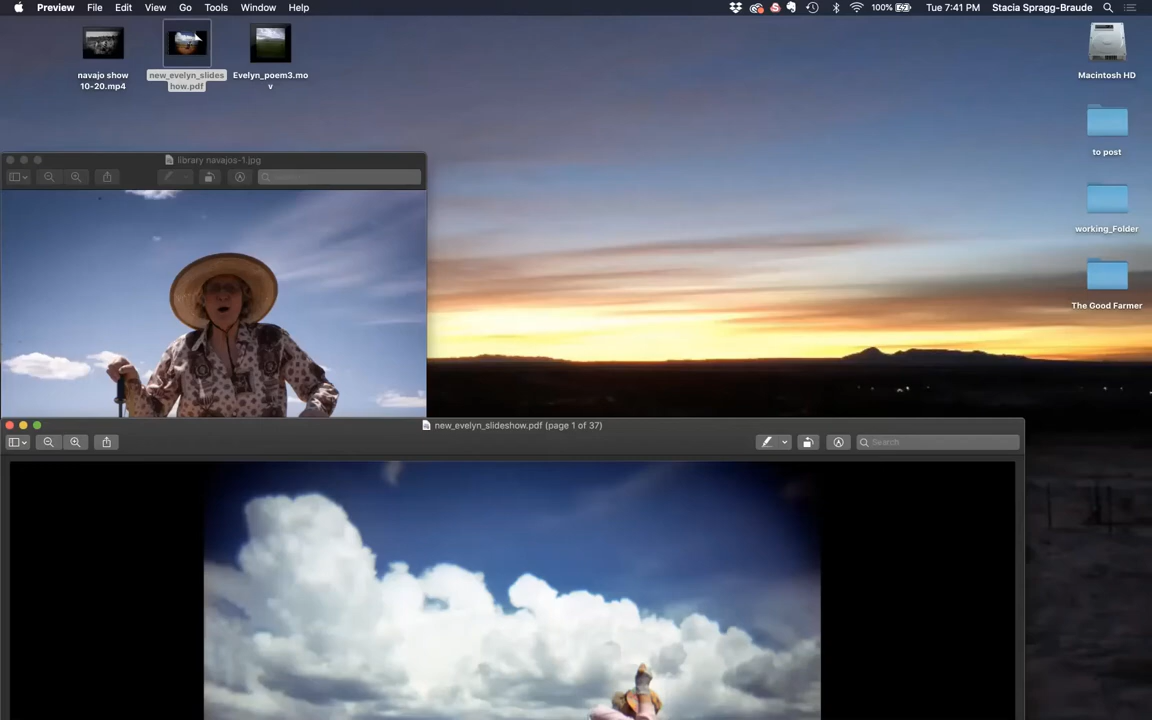 Preview File Edit View Go Tools Window Help 100% Tue 7:41 PM Stacia Spragg-Braude
navajo show
10-20.mp4
new_evelyn_slides
how.pdf
Evelyn_poem3.mo
v
Macintosh HD
to post
working_Folder
The Good Farmer
library navajos-1.jpg
new_evelyn_slideshow.pdf (page 1 of 37)
Search